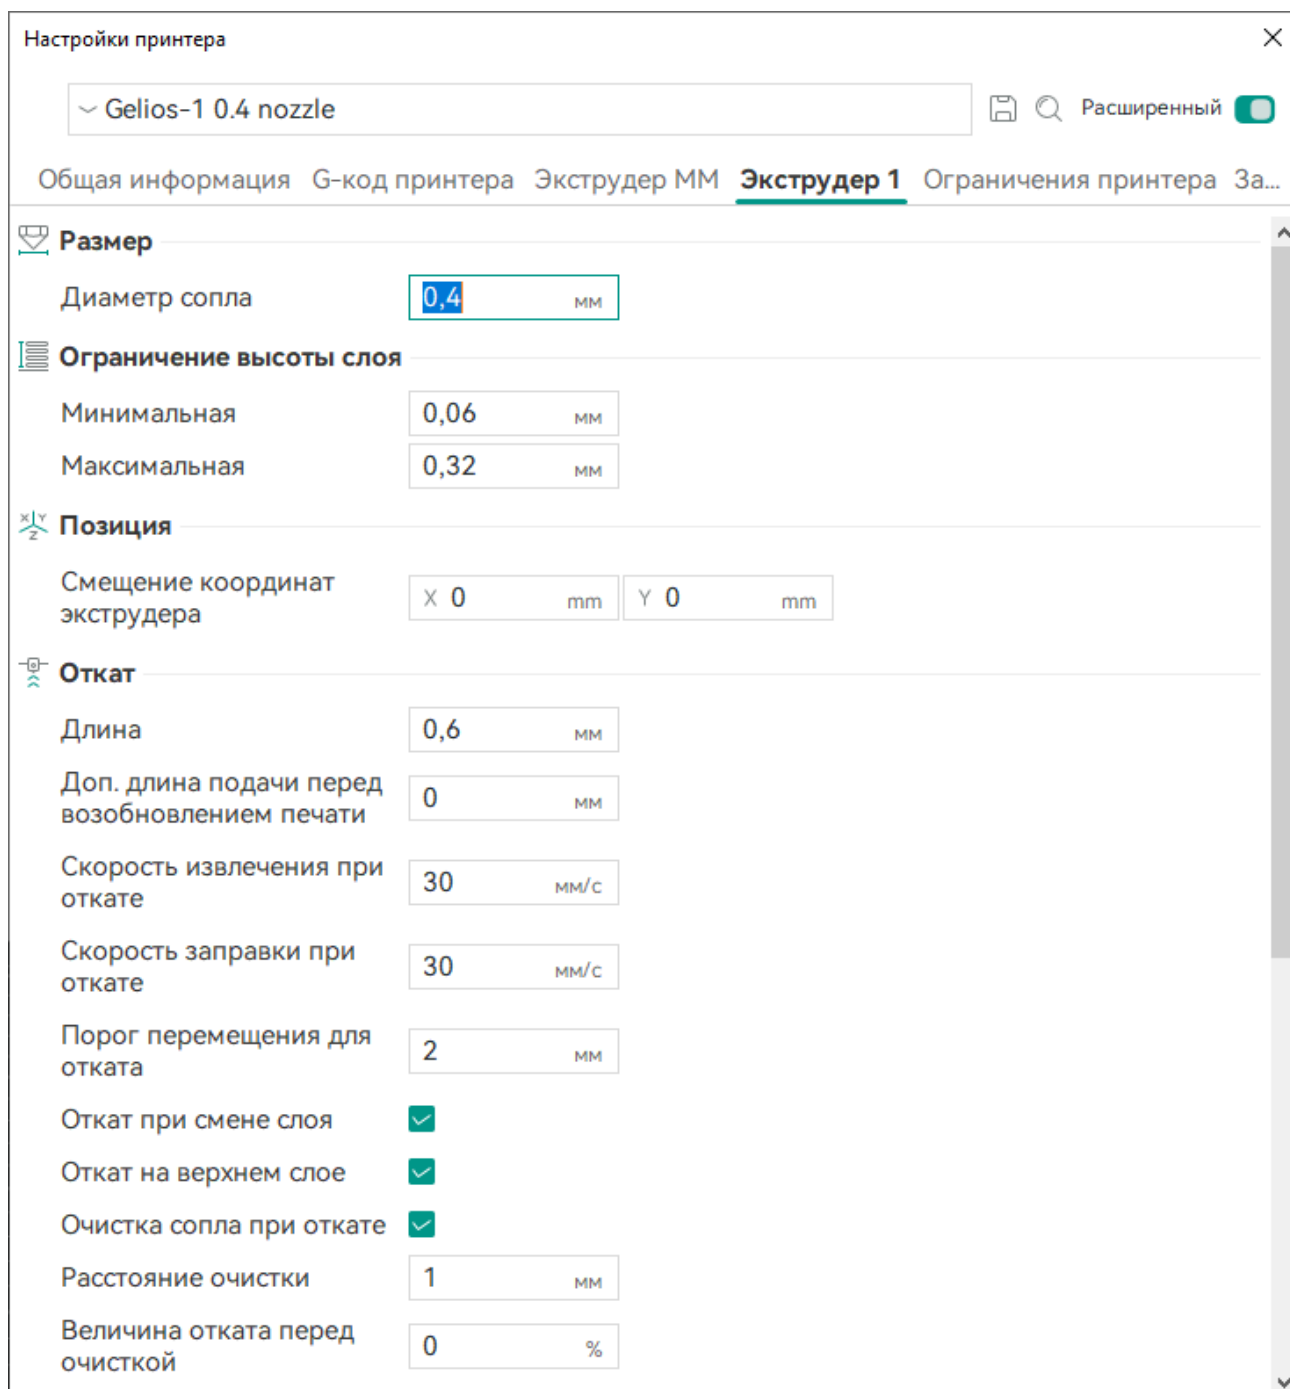 Настройки принтера
Gelios-1 0.4 nozzle
Расширенный
Общая информация G-код принтера Экструдер ММ Экструдер 1 Ограничения принтера За...
Размер
Диаметр сопла 0,4 мм
Ограничение высоты слоя
Минимальная 0,06 мм
Максимальная 0,32 мм
Позиция
Смещение координат
экструдера
X 0 mm Y 0 mm
Откат
Длина 0,6 мм
Доп. длина подачи перед
возобновлением печати
0 мм
Скорость извлечения при
откате
30 мм/с
Скорость заправки при
откате
30 мм/с
Порог перемещения для
отката
2 мм
Откат при смене слоя
Откат на верхнем слое
Очистка сопла при откате
Расстояние очистки 1 мм
Величина отката перед
очисткой
0 %